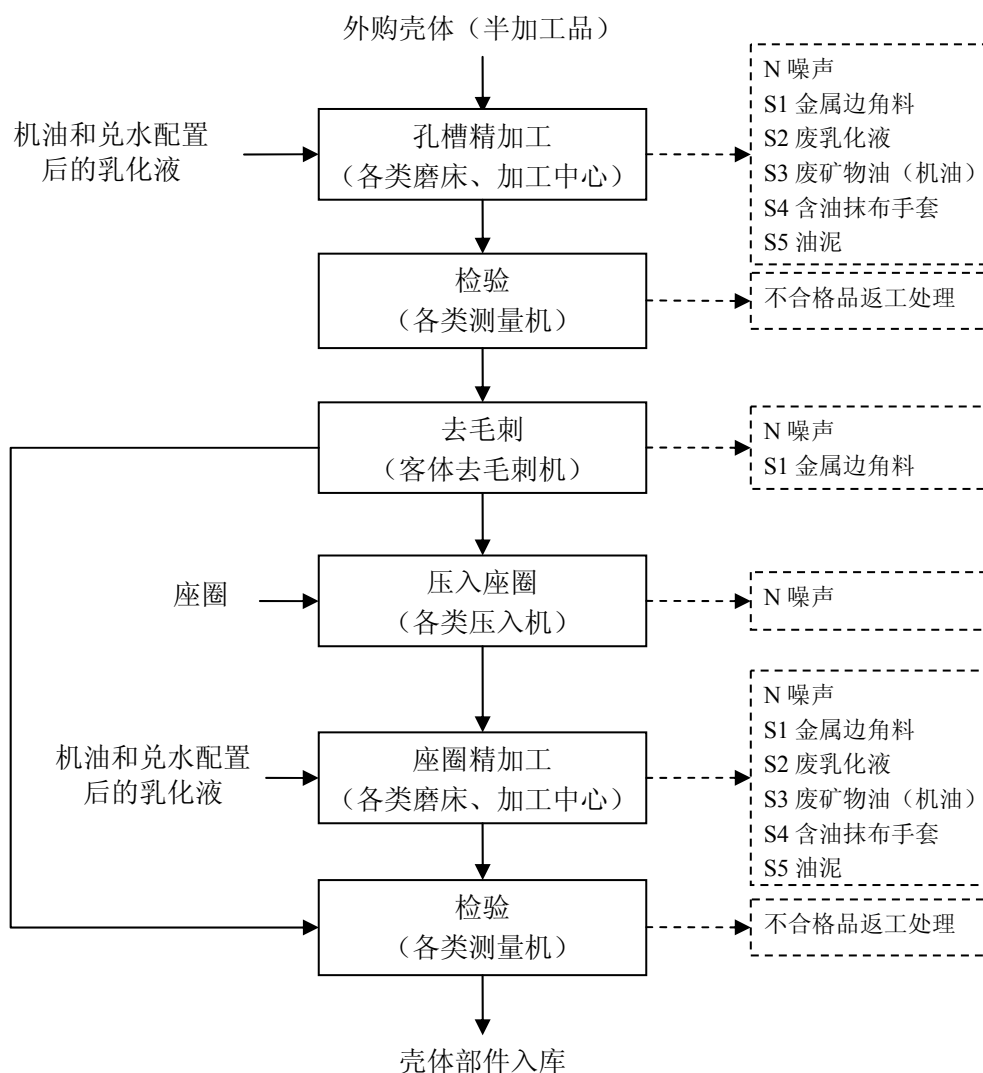 外购壳体（半加工品）
机油和兑水配置
后的乳化液
孔槽精加工
（各类磨床、加工中心）
N 噪声
S1 金属边角料
S2 废乳化液
S3 废矿物油（机油）
S4 含油抹布手套
S5 油泥
检验
（各类测量机）
不合格品返工处理
去毛刺
（客体去毛刺机）
N 噪声
S1 金属边角料
座圈
压入座圈
（各类压入机）
N 噪声
机油和兑水配置
后的乳化液
座圈精加工
（各类磨床、加工中心）
N 噪声
S1 金属边角料
S2 废乳化液
S3 废矿物油（机油）
S4 含油抹布手套
S5 油泥
检验
（各类测量机）
不合格品返工处理
壳体部件入库